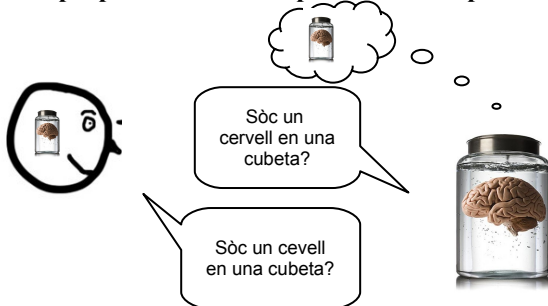 Sòc un
cervell en una
cubeta?
Sòc un cevell
en una cubeta?